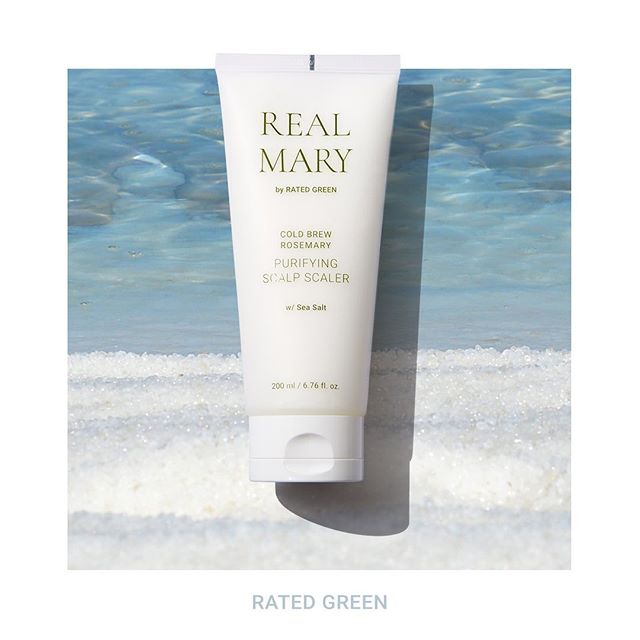 REAL
MARY
by RATED GREEN
COLD BREW
ROSEMARY
PURIFYING
SCALP SCALER
w/ Sea Salt
200 ml / 6.76 fl. oz.
RATED GREEN